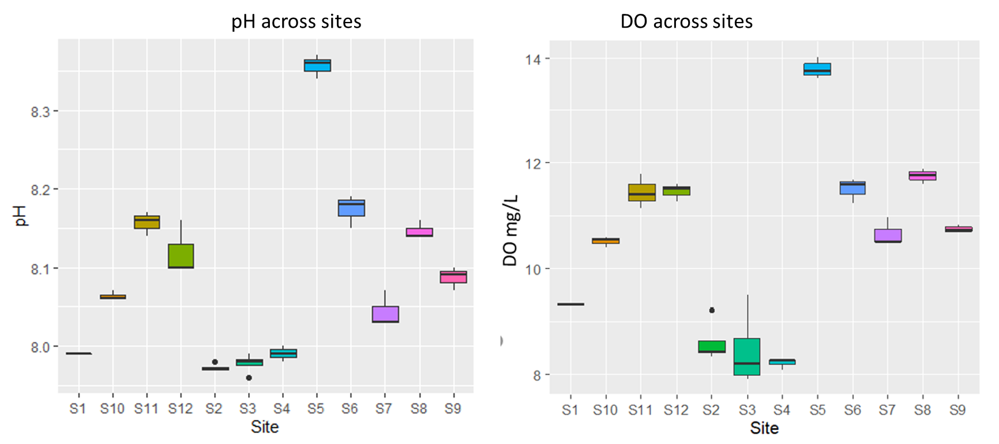 pH across sites
pH
8.3
8.2
8.1
8.0
S1 S10 S11 S12 S2 S3 S4 S5 S6 S7 S8 S9
Site
DO across sites
DO mg/L
14
12
10
8
S1 S10 S11 S12 S2 S3 S4 S5 S6 S7 S8 S9
Site